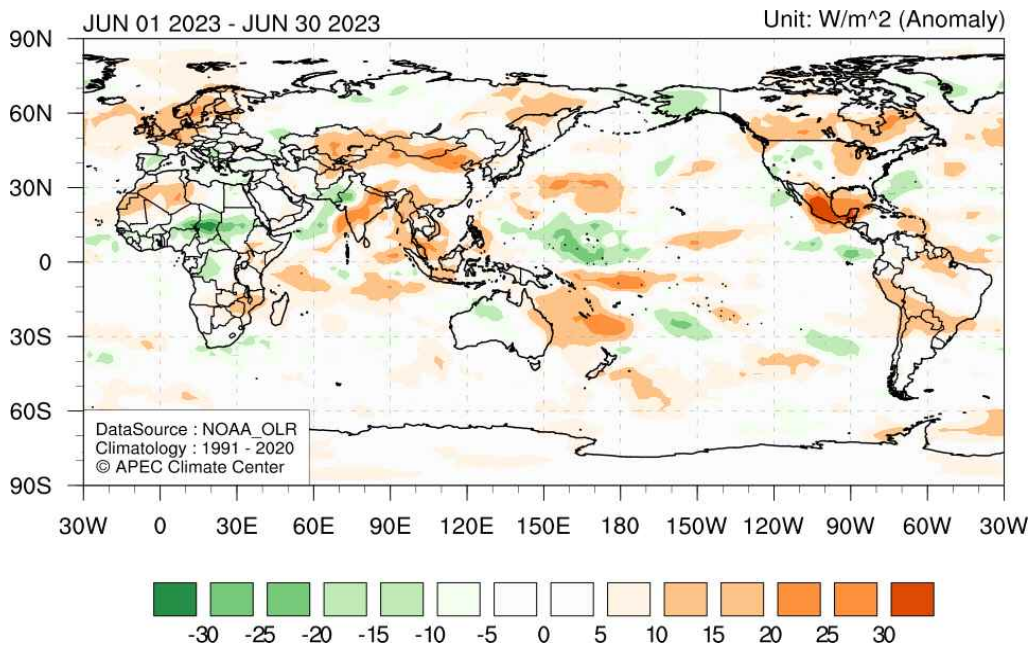 JUN 01 2023 - JUN 30 2023 Unit: W/m^2 (Anomaly)
90N
60N
30N
0
30S
60S
90S
DataSource : NOAA_OLR
Climatology : 1991 - 2020
© APEC Climate Center
30W 0 30E 60E 90E 120E 150E 180 150W 120W 90W 60W 30W
-30 -25 -20 -15 -10 -5 0 5 10 15 20 25 30